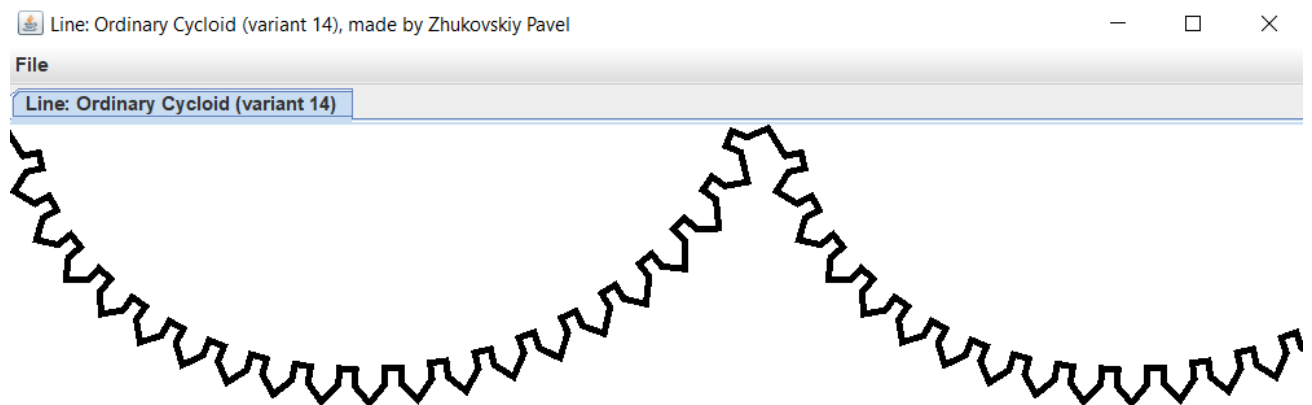 Line: Ordinary Cycloid (variant 14), made by Zhukovskiy Pavel
File
Line: Ordinary Cycloid (variant 14)